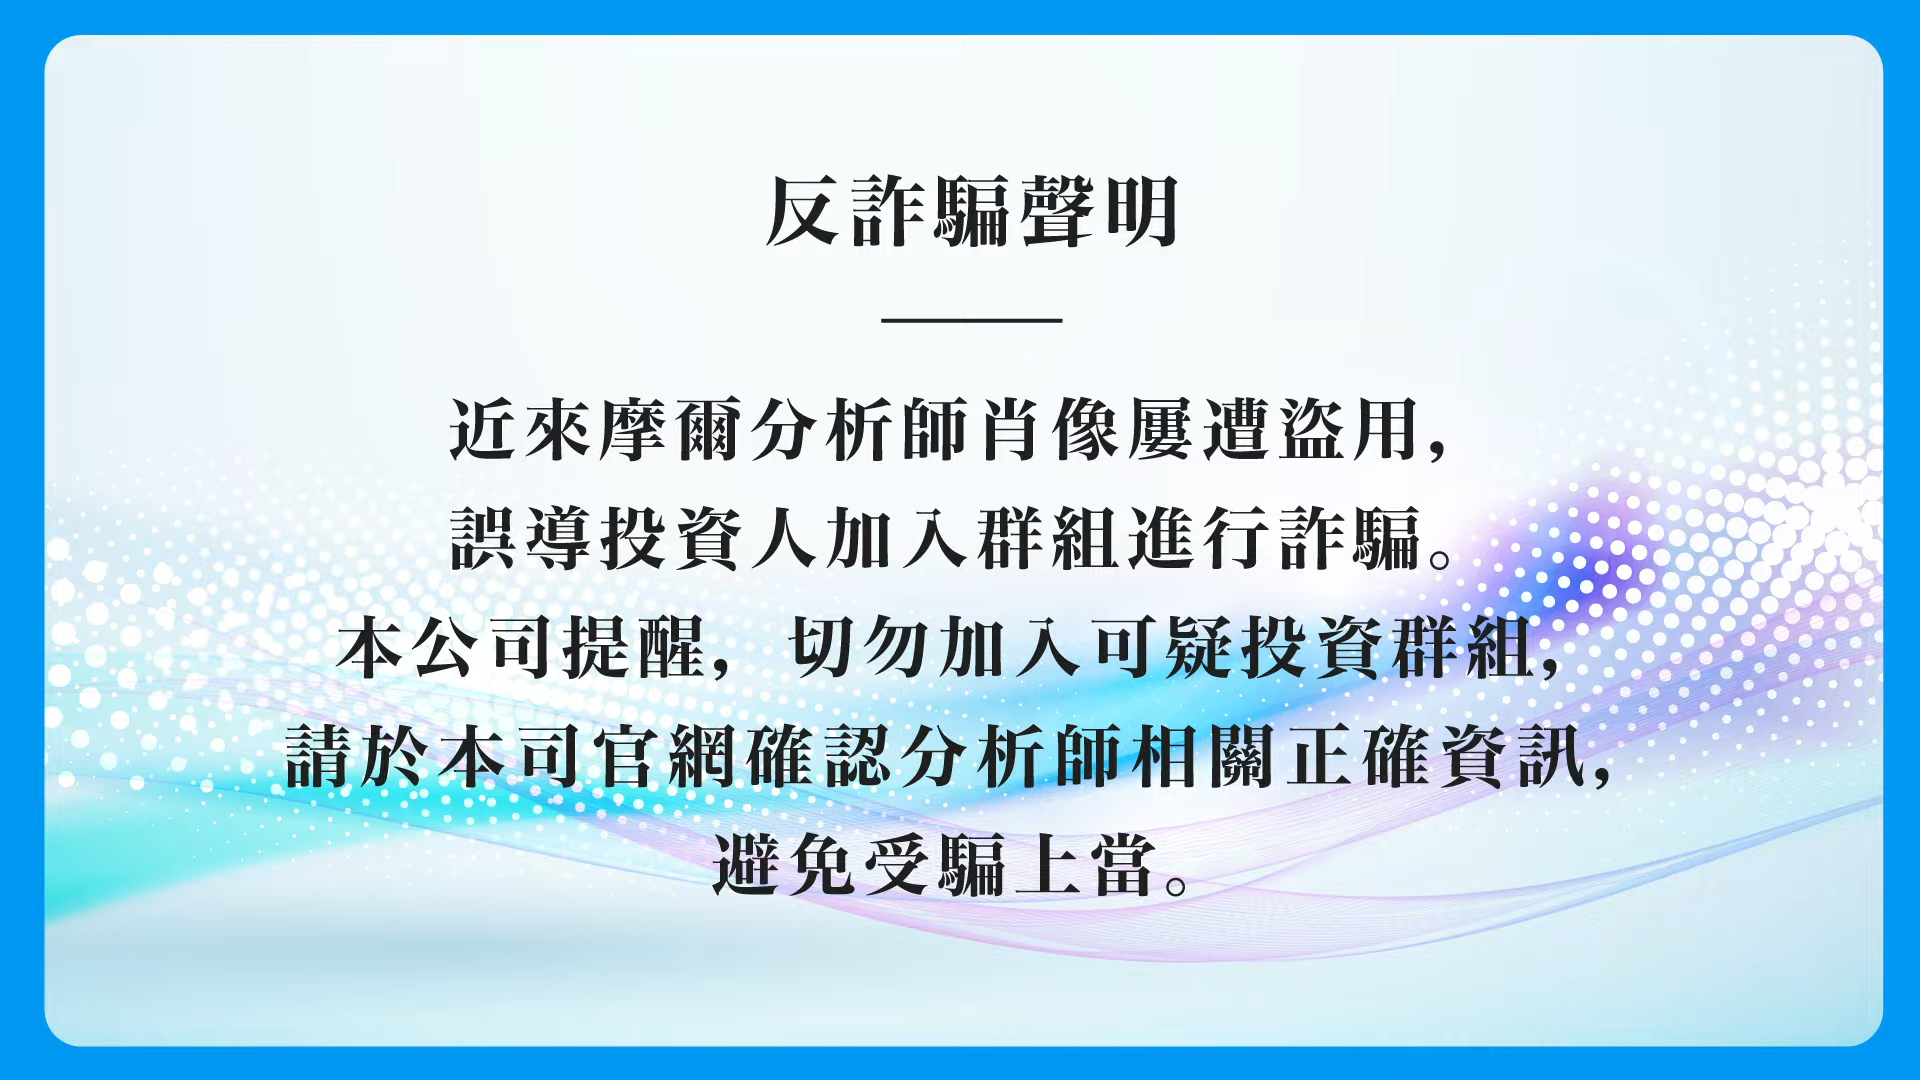 反詐騙聲明
近來摩爾分析師肖像屢遭盜用，
誤導投資人加入群組進行詐騙。
本公司提醒，切勿加入可疑投資群組，
請於本司官網確認分析師相關正確資訊，
避免受騙上當。